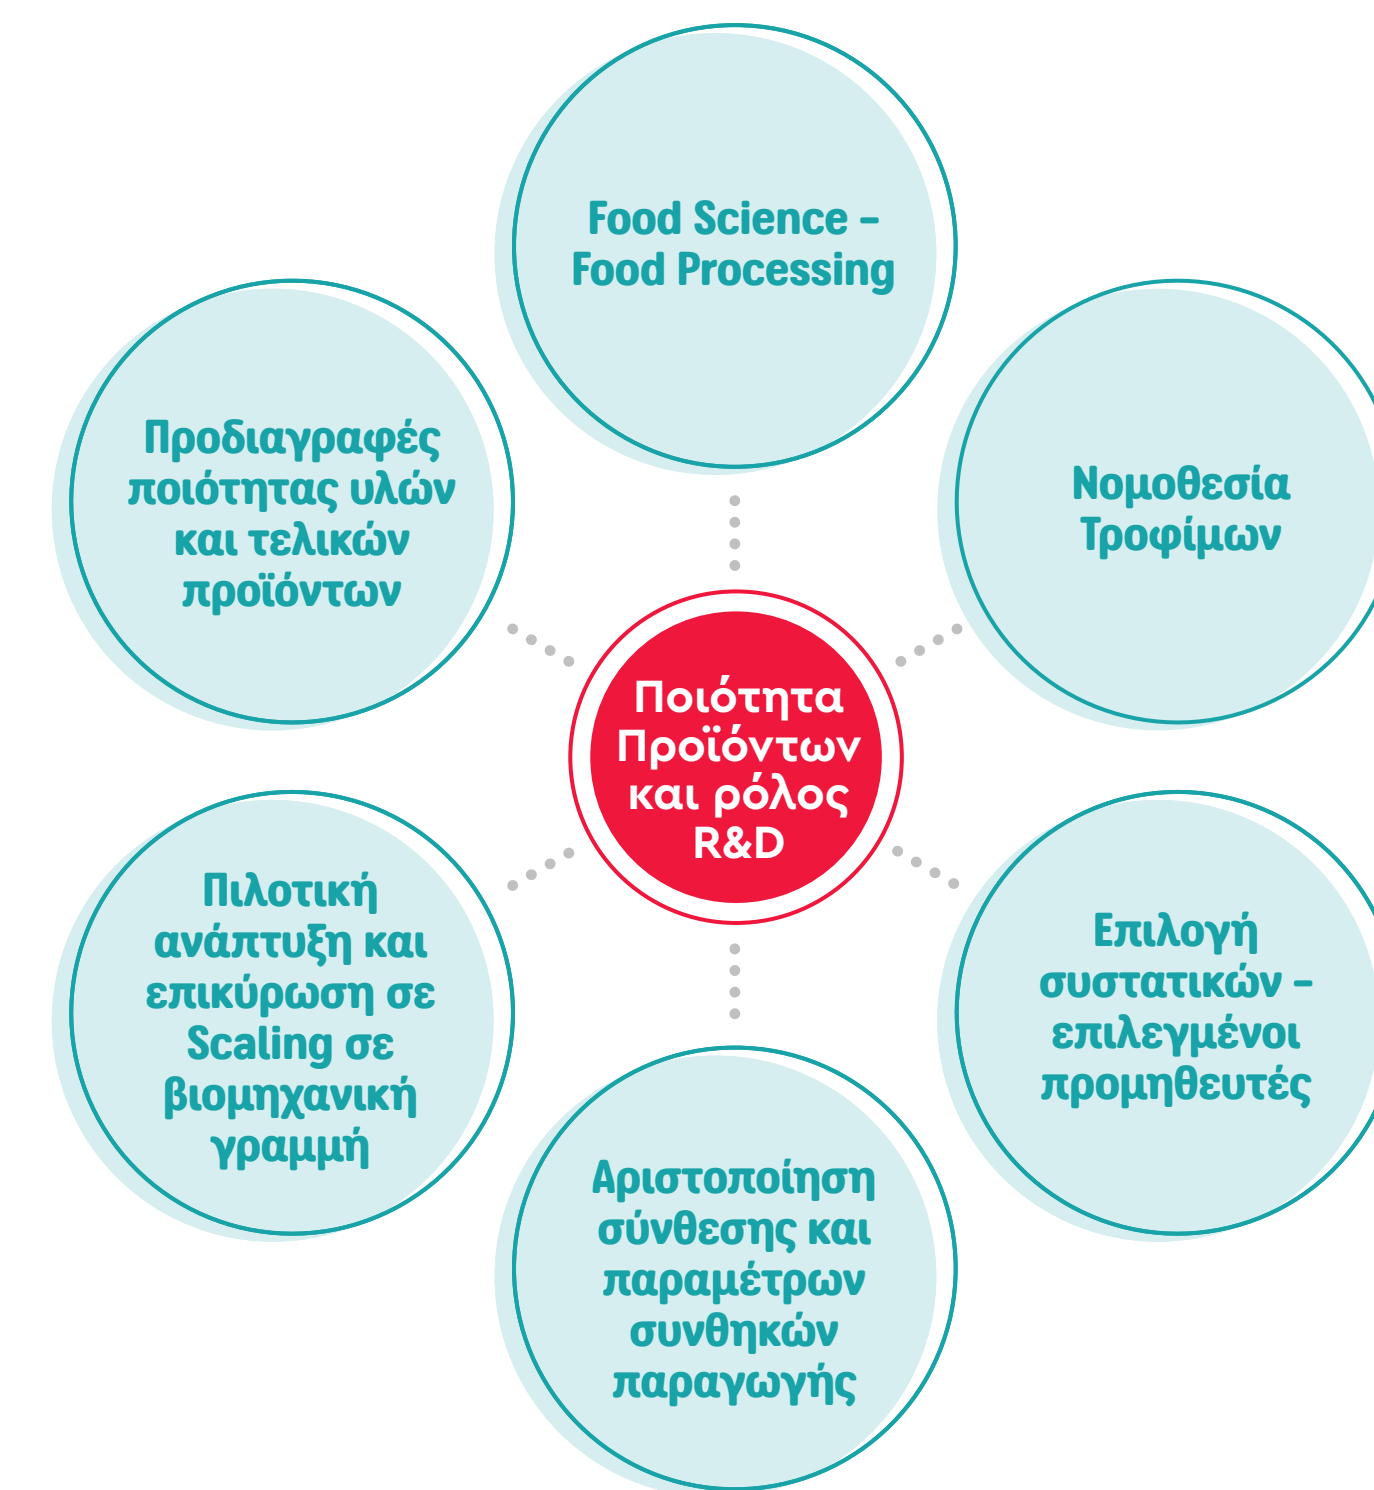 Food Science –
Food Processing
Νομοθεσία
Τροφίμων
Επιλογή
συστατικών –
επιλεγμένοι
προμηθευτές
Αριστοποίηση
σύνθεσης και
παραμέτρων
συνθηκών
παραγωγής
Πιλοτική
ανάπτυξη και
επικύρωση σε
Scaling σε
βιομηχανική
γραμμή
Προδιαγραφές
ποιότητας υλών
και τελικών
προϊόντων
Ποιότητα
Προϊόντων
και ρόλος
R&D